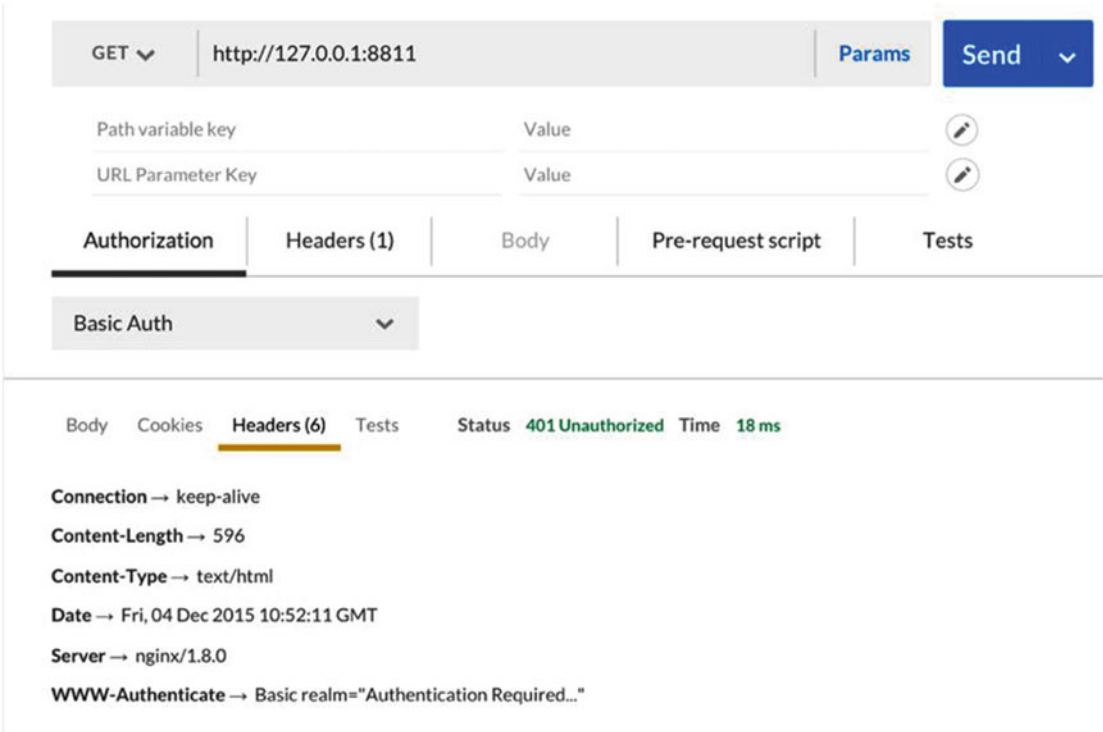 GET http://127.0.0.1:8811 Params Send
Path variable key Value
URL Parameter Key Value
Authorization Headers (1) Body Pre-request script Tests
Basic Auth
Body Cookies Headers (6) Tests Status 401 Unauthorized Time 18 ms
Connection → keep-alive
Content-Length → 596
Content-Type → text/html
Date → Fri, 04 Dec 2015 10:52:11 GMT
Server → nginx/1.8.0
WWW-Authenticate → Basic realm="Authentication Required..."